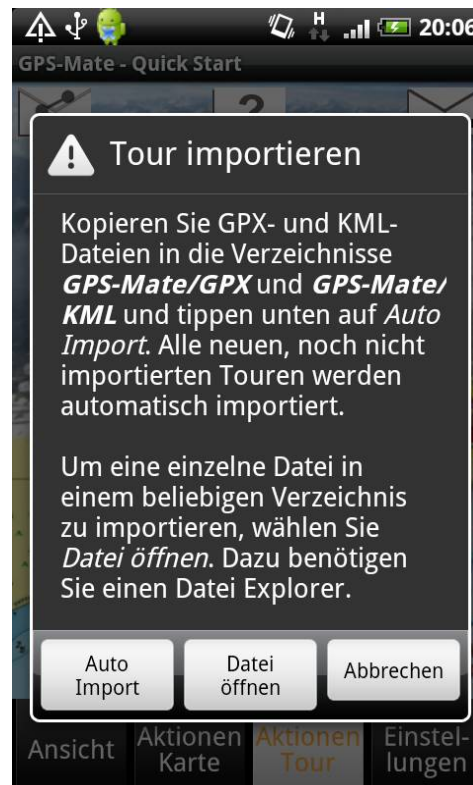 H
20:06
GPS-Mate - Quick Start
?
Tour importieren
Kopieren Sie GPX- und KML-
Dateien in die Verzeichnisse
GPS-Mate/GPX und GPS-Mate/
KML und tippen unten auf Auto
Import. Alle neuen, noch nicht
importierten Touren werden
automatisch importiert.
Um eine einzelne Datei in
einem beliebigen Verzeichnis
zu importieren, wählen Sie
Datei öffnen. Dazu benötigen
Sie einen Datei Explorer.
Auto
Import
Datei
öffnen
Abbrechen
Ansicht
Aktionen
Karte
Aktionen
Tour
Einstel-
lungen